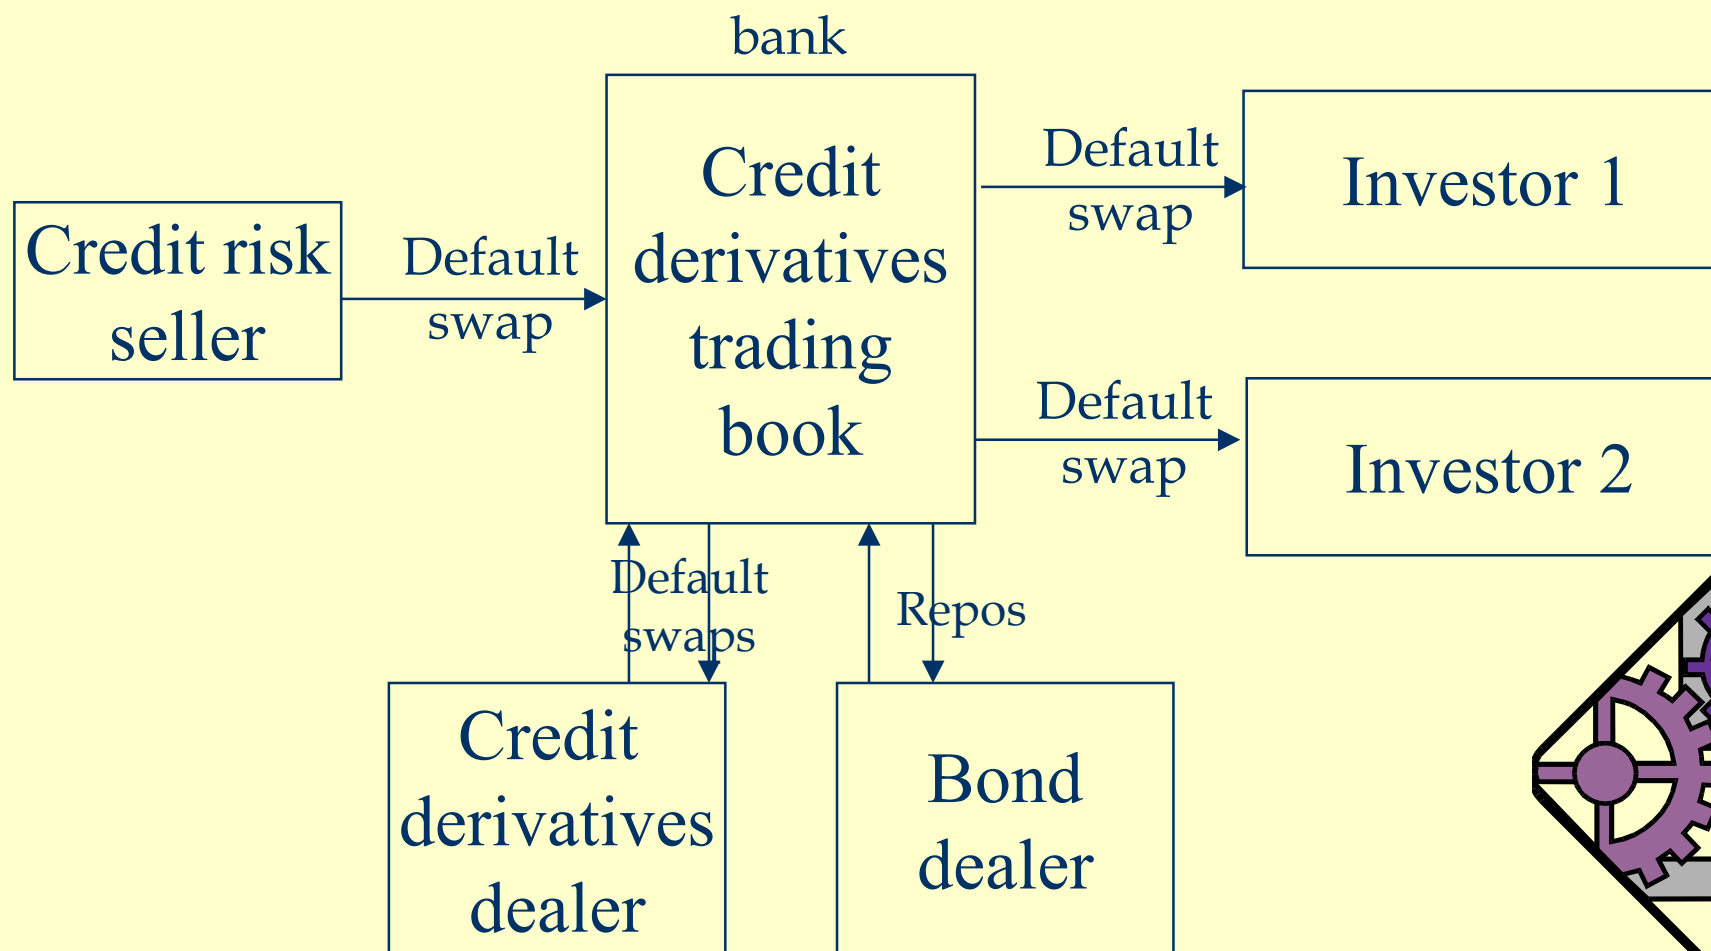 bank
Credit risk
seller
Default
swap
Credit
derivatives
trading
book
Default
swap
Investor 1
Default
swap
Investor 2
Default
swaps
Repos
Credit
derivatives
dealer
Bond
dealer